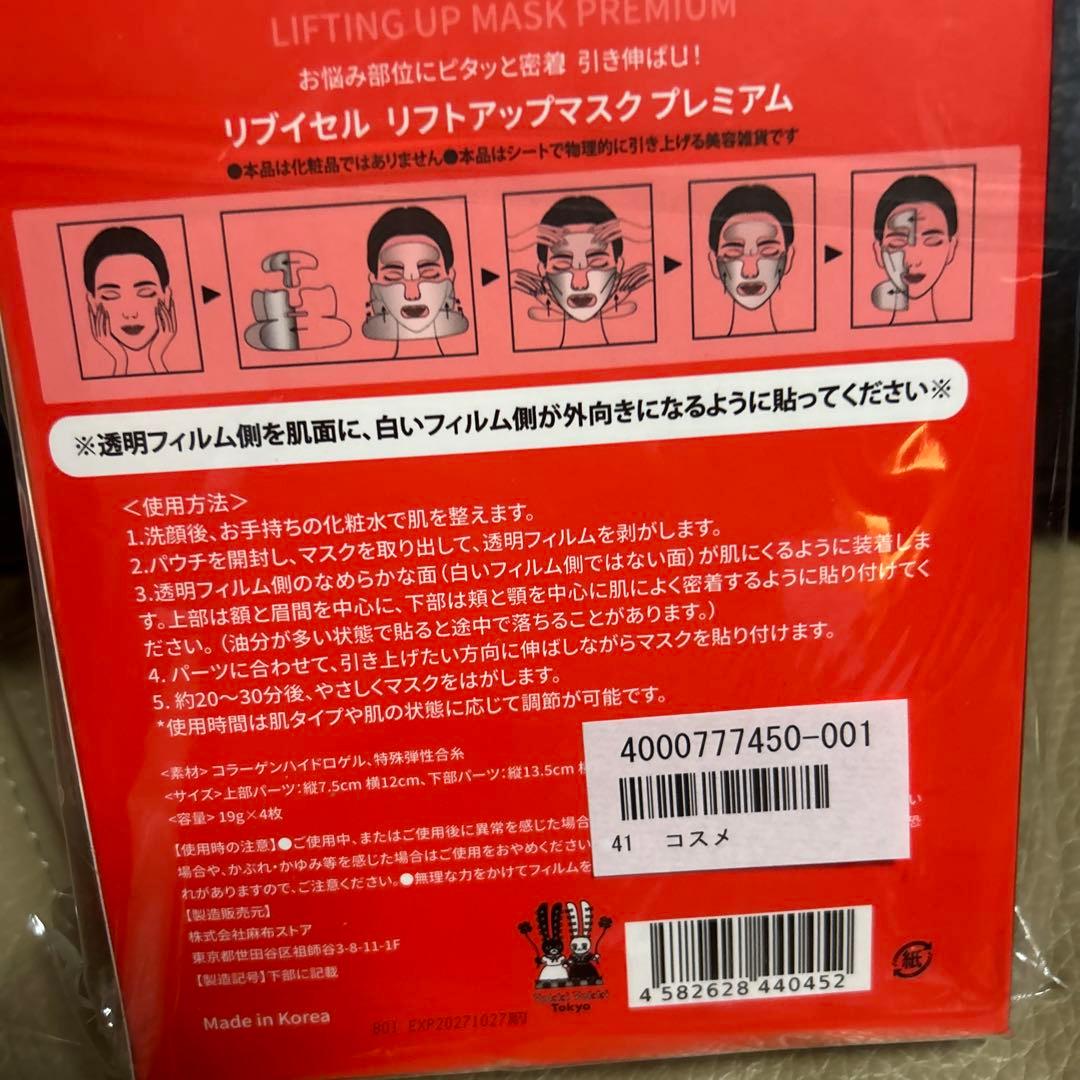 LIFTING UP MASK PREMIUM
お悩み部位にピタッと密着 引き伸ばし!
リブイセル リフトアップマスク プレミアム
●本品は化粧品ではありません●本品はシートで物理的に引き上げる美容雑貨です
※透明フィルム側を肌面に、白いフィルム側が外向きになるように貼ってください※
＜使用方法＞
1.洗顔後、お手持ちの化粧水で肌を整えます。
2.パウチを開封し、マスクを取り出して、透明フィルムを剥がします。
3.透明フィルム側のなめらかな面（白いフィルム側ではない面）が肌にくるように装着しま
す。上部は額と眉間を中心に、下部は頬と顎を中心に肌によく密着するように貼り付けてく
ださい。（油分が多い状態で貼ると途中で落ちることがあります。）
4. パーツに合わせて、引き上げたい方向に伸ばしながらマスクを貼り付けます。
5. 約20～30分後、やさしくマスクをはがします。
*使用時間は肌タイプや肌の状態に応じて調節が可能です。
<素材> コラーゲンハイドロゲル、特殊弾性合糸
<サイズ> 上部パーツ：縦7.5cm 横12cm、下部パーツ：縦13.5cm
<容量> 19g×4枚
【使用時の注意】●ご使用中、またはご使用後に異常を感じた場合
場合や、かぶれ・かゆみ等を感じた場合はご使用をおやめください
れがありますので、ご注意ください。●無理な力をかけてフィルムを
4000777450-001
41 コスメ
【製造販売元】
株式会社麻布ストア
東京都世田谷区祖師谷3-8-11-1F
【製造記号】下部に記載
Tokyo
4 582628 440452
紙
Made in Korea
801 EXP20271027